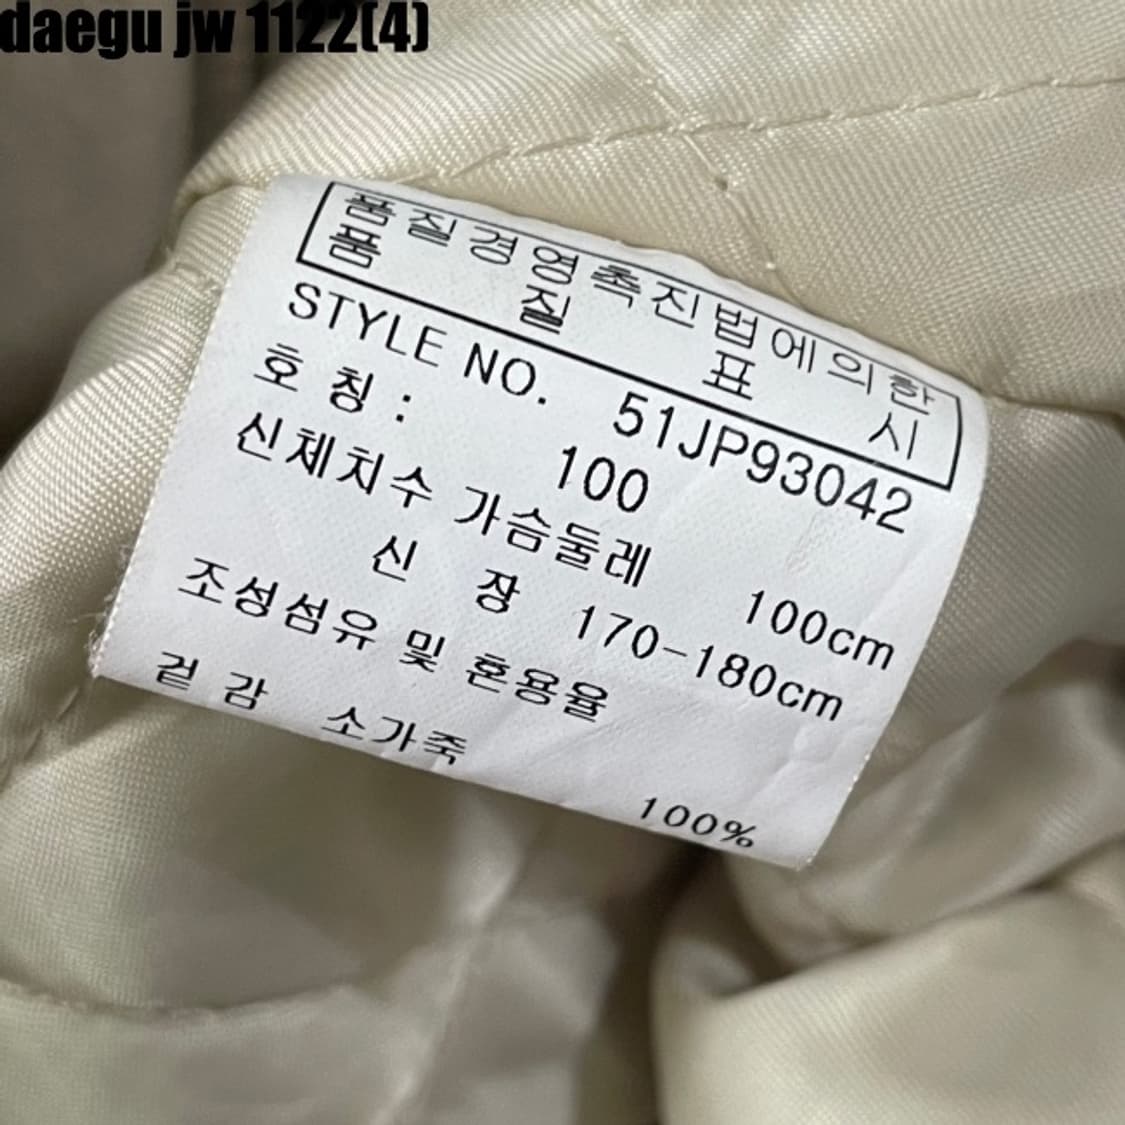 daegu jw 1122(4)
품질경영촉진법에의한
품 질 표 시
STYLE NO. 51JP93042
호 칭 : 100
신체치수 가슴둘레 100cm
신 장 170-180cm
조성섬유 및 혼용율
겉 감 소가죽 100%